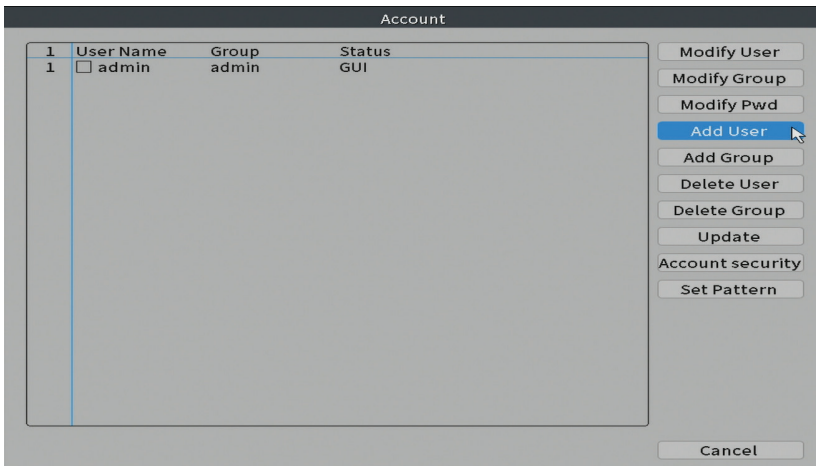 Account
1 User Name Group Status
1 admin admin GUI
Modify User
Modify Group
Modify Pwd
Add User
Add Group
Delete User
Delete Group
Update
Account security
Set Pattern
Cancel